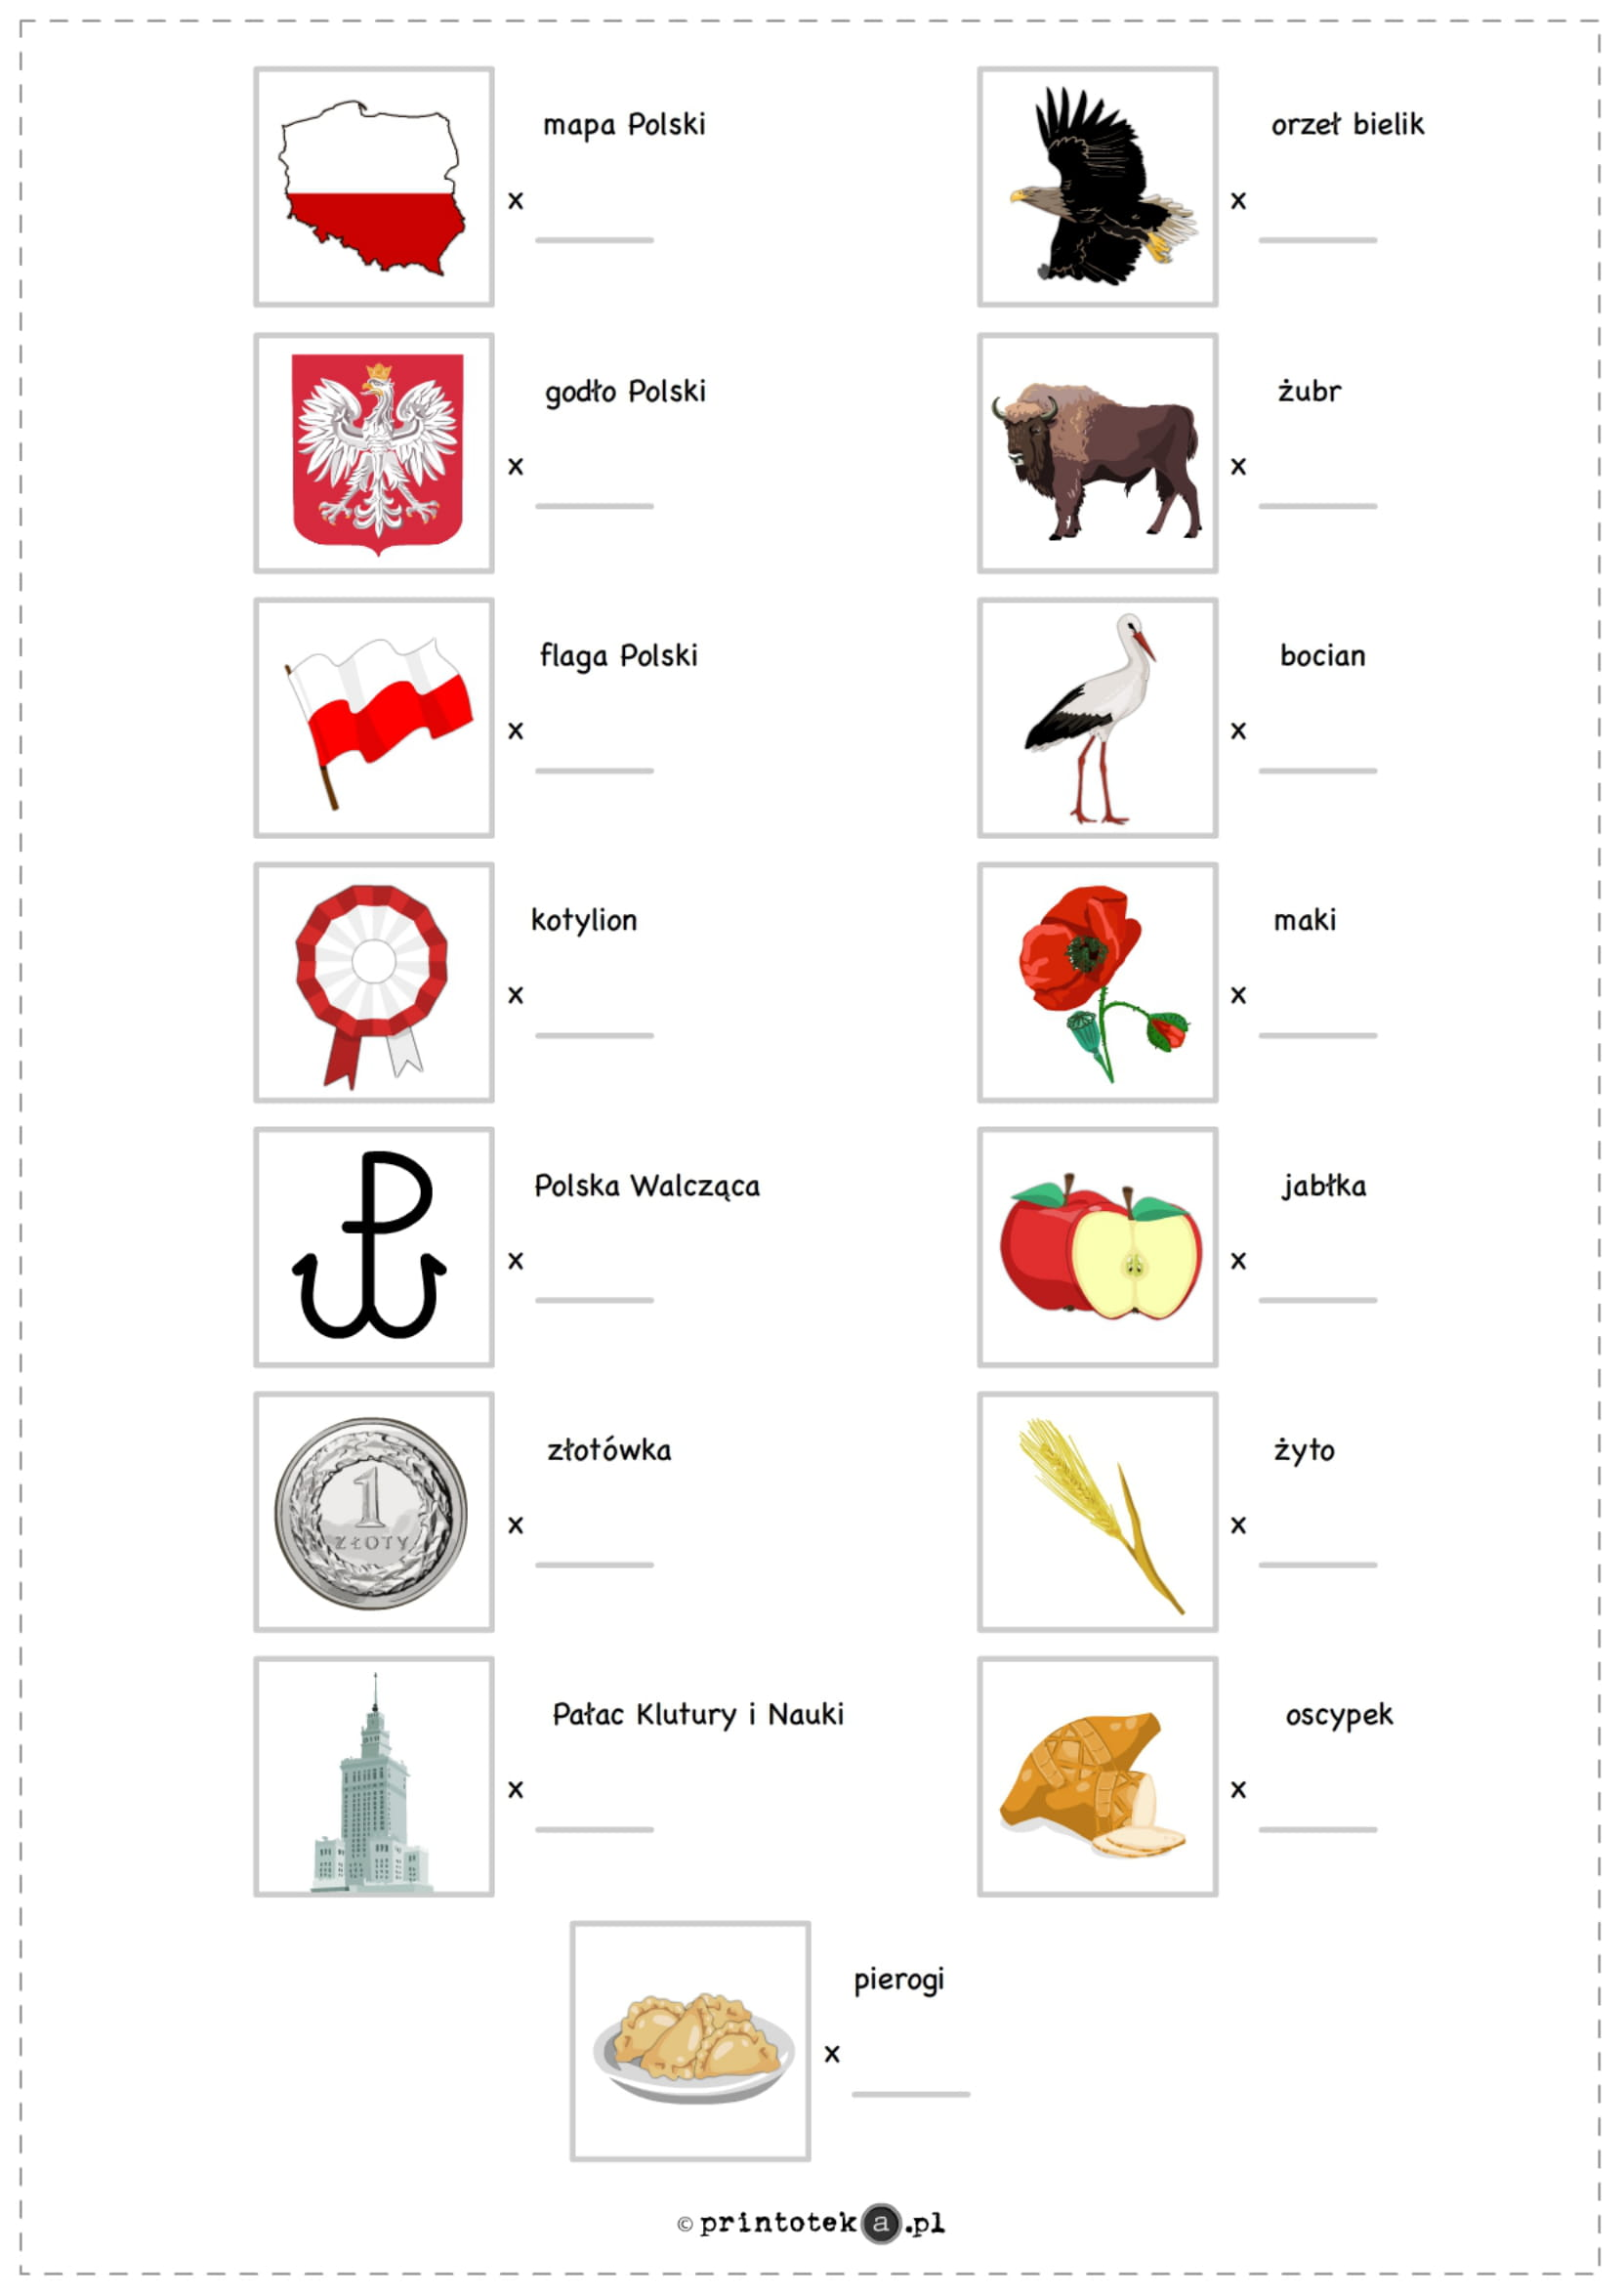 mapa Polski
x
orzeł bielik
x
godło Polski
x
żubr
x
flaga Polski
x
bocian
x
kotylion
x
maki
x
Polska Walcząca
x
jabłka
x
złotówka
1
ZŁOTY
x
żyto
x
Pałac Klutury i Nauki
x
oscypek
x
pierogi
x
© printoteka.pl